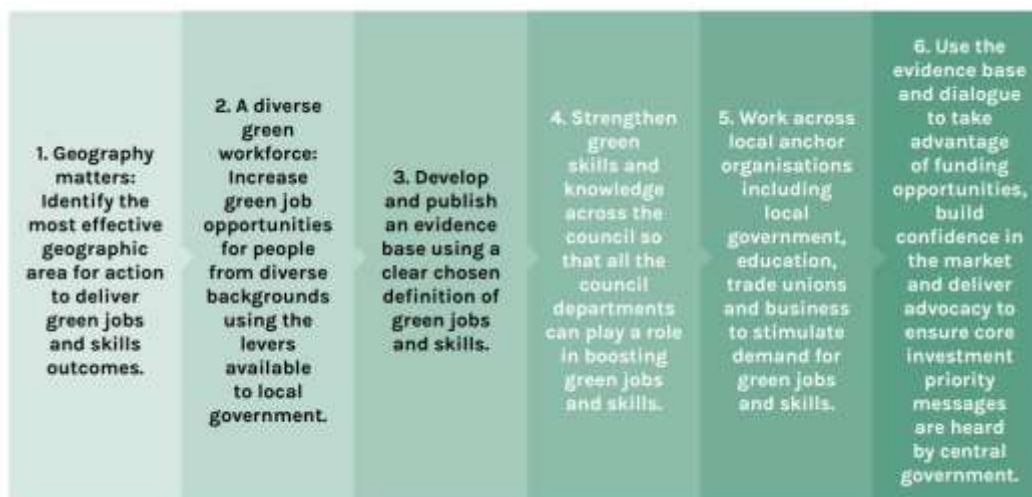 1. Geography
matters:
Identify the
most effective
geographic
area for action
to deliver
green jobs
and skills
outcomes.
2. A diverse
green
workforce:
Increase
green job
opportunities
for people
from diverse
backgrounds
using the
levers
available
to local
government.
3. Develop
and publish
an evidence
base using a
clear chosen
definition of
green jobs
and skills.
4. Strengthen
green
skills and
knowledge
across the
council so
that all the
council
departments
can play a role
in boosting
green jobs
and skills.
5. Work across
local anchor
organisations
including
local
government,
education,
trade unions
and business
to stimulate
demand for
green jobs
and skills.
6. Use the
evidence base
and dialogue
to take
advantage
of funding
opportunities,
build
confidence in
the market
and deliver
advocacy to
ensure core
investment
priority
messages
are heard
by central
government.